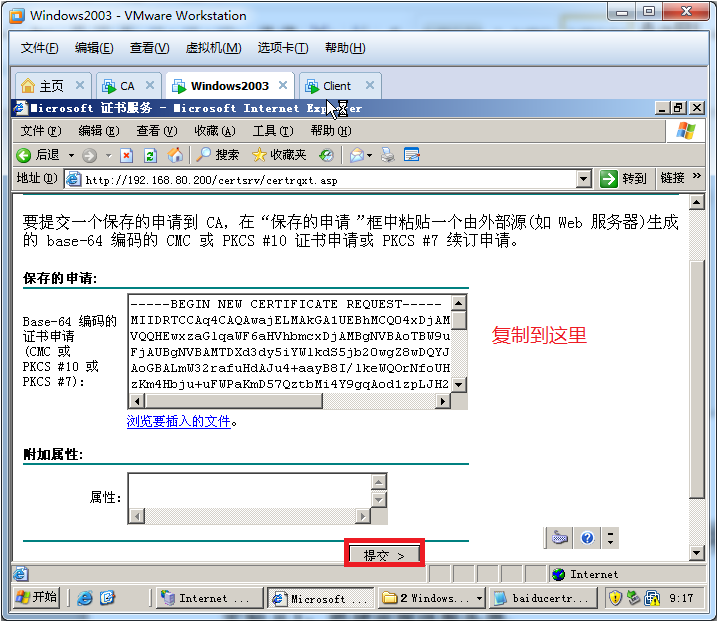 Windows2003 - VMware Workstation
文件(F) 编辑(E) 查看(V) 虚拟机(M) 选项卡(T) 帮助(H)
主页 CA Windows2003 Client
Microsoft 证书服务 - Microsoft Internet Explorer
文件(F) 编辑(E) 查看(V) 收藏(A) 工具(T) 帮助(H)
后退 搜索 收藏夹
地址(D) http://192.168.80.200/certsrv/certrqxt.asp 转到 链接 »
要提交一个保存的申请到 CA，在“保存的申请”框中粘贴一个由外部源(如 Web 服务器)生成
的 base-64 编码的 CMC 或 PKCS #10 证书申请或 PKCS #7 续订申请。
保存的申请:
Base-64 编码的
证书申请
(CMC 或
PKCS #10 或
PKCS #7):
-----BEGIN NEW CERTIFICATE REQUEST-----
MIIDRTCCAq4CAQAwajELMAkGA1UEBhMCQ04xDjAM
VQQHEwxzaG1qaWF6aHVhbmcxDjAMBgNVBAoTBW9u
FjAUBgNVBAMTDXd3dy5iYWlkdS5jb20wgZ8wDQYJ
AoGBALmW32rafuHdAJu4+aayB8I/1keWQOrNfoUH
zKm4Hbju+uFWPaKmD57QztbMi4Y9gqAod1zpLJH2
复制到这里
浏览要插入的文件。
附加属性:
属性:
提交 >
Internet
开始 Internet ... Microsoft ... 2 Windows... baiducertr... 9:17